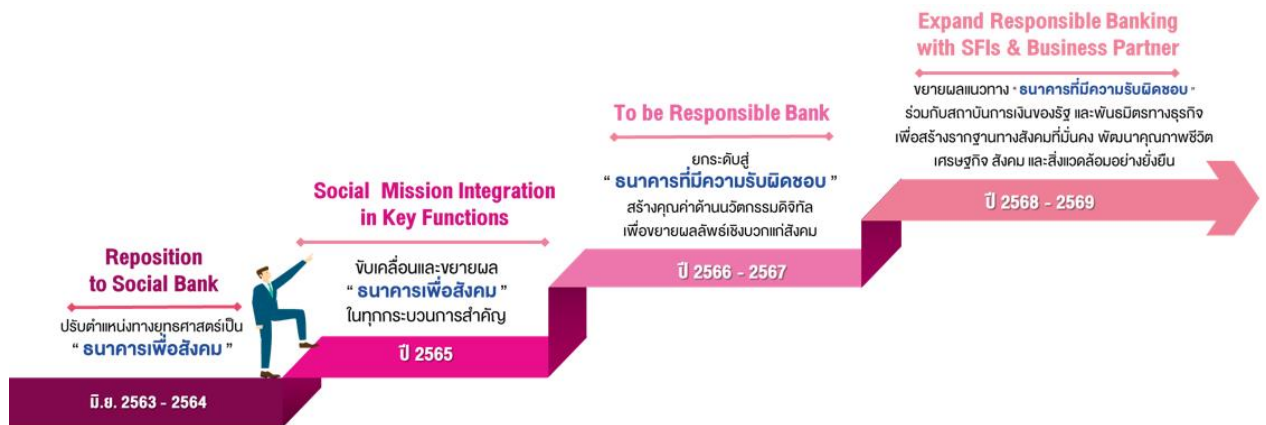 Reposition
to Social Bank
ปรับตำแหน่งทางยุทธศาสตร์เป็น
" ธนาคารเพื่อสังคม "
มิ.ย. 2563 - 2564
Social Mission Integration
in Key Functions
ขับเคลื่อนและขยายผล
" ธนาคารเพื่อสังคม "
ในทุกกระบวนการสำคัญ
ปี 2565
To be Responsible Bank
ยกระดับสู่
" ธนาคารที่มีความรับผิดชอบ "
สร้างคุณค่าด้านนวัตกรรมดิจิทัล
เพื่อขยายผลลัพธ์เชิงบวกแก่สังคม
ปี 2566 - 2567
Expand Responsible Banking
with SFIs & Business Partner
ขยายผลแนวทาง " ธนาคารที่มีความรับผิดชอบ "
ร่วมกับสถาบันการเงินของรัฐ และพันธมิตรทางธุรกิจ
เพื่อสร้างรากฐานทางสังคมที่มั่นคง พัฒนาคุณภาพชีวิต
เศรษฐกิจ สังคม และสิ่งแวดล้อมอย่างยั่งยืน
ปี 2568 - 2569